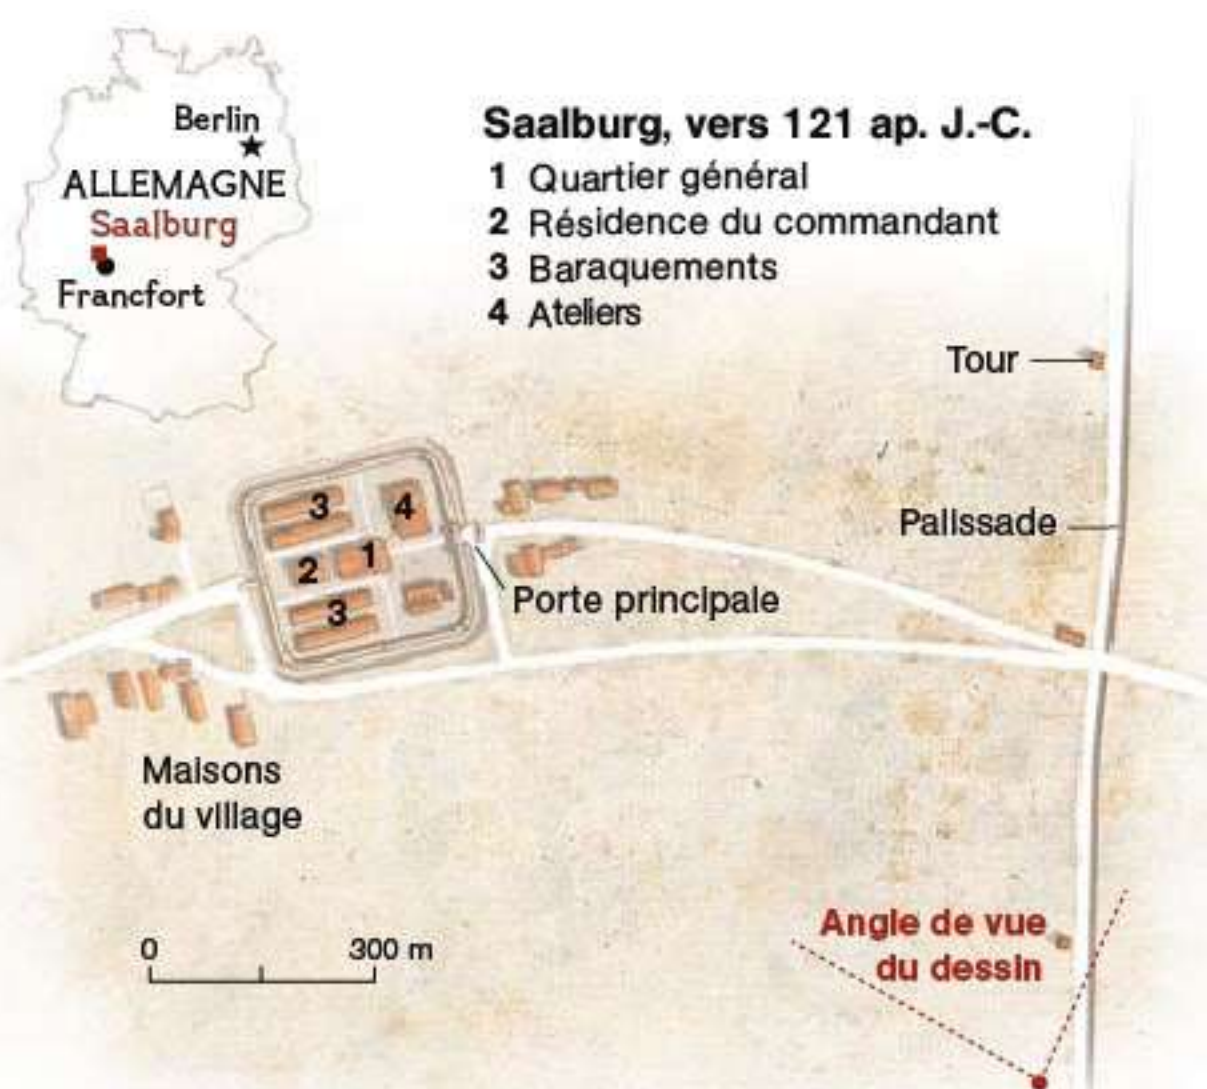 Berlin
ALLEMAGNE
Saalburg
Francfort
Saalburg, vers 121 ap. J.-C.
1 Quartier général
2 Résidence du commandant
3 Baraquements
4 Ateliers
Tour
3
4
Palissade
2
1
3
Porte principale
Maisons
du village
0 300 m
Angle de vue
du dessin